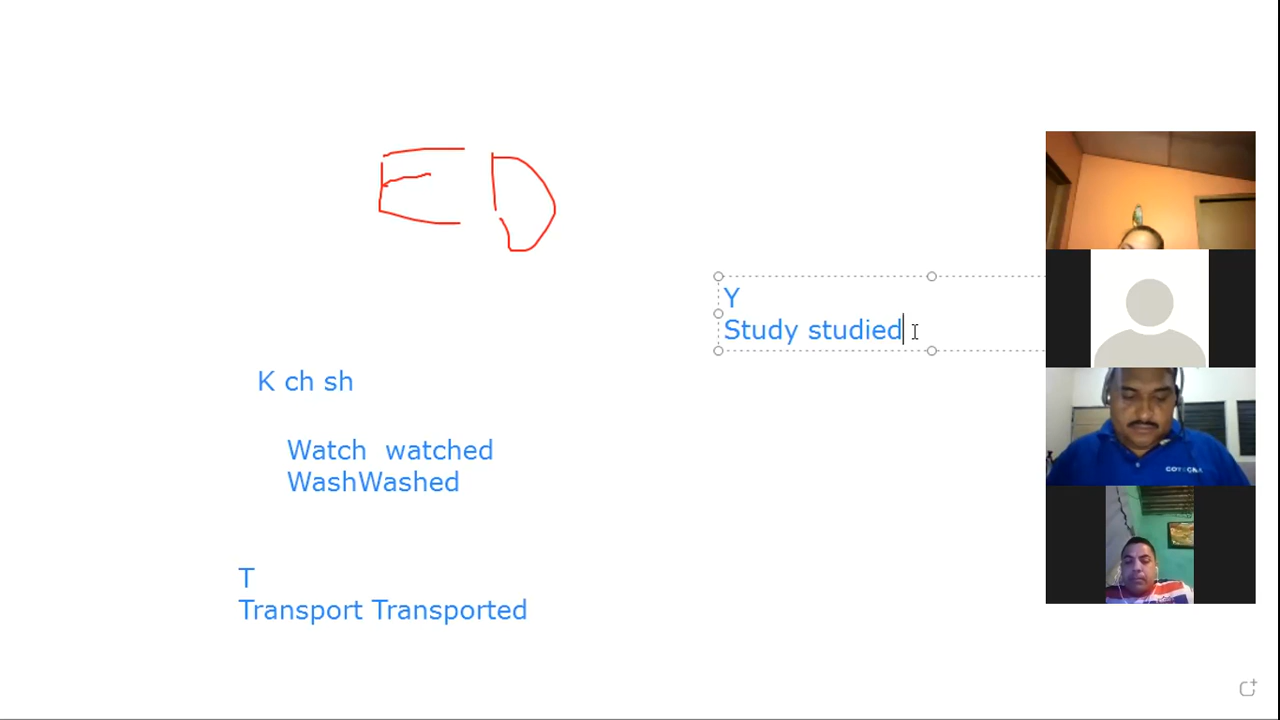 ED
Y
Study studied
K ch sh
Watch watched
WashWashed
T
Transport Transported